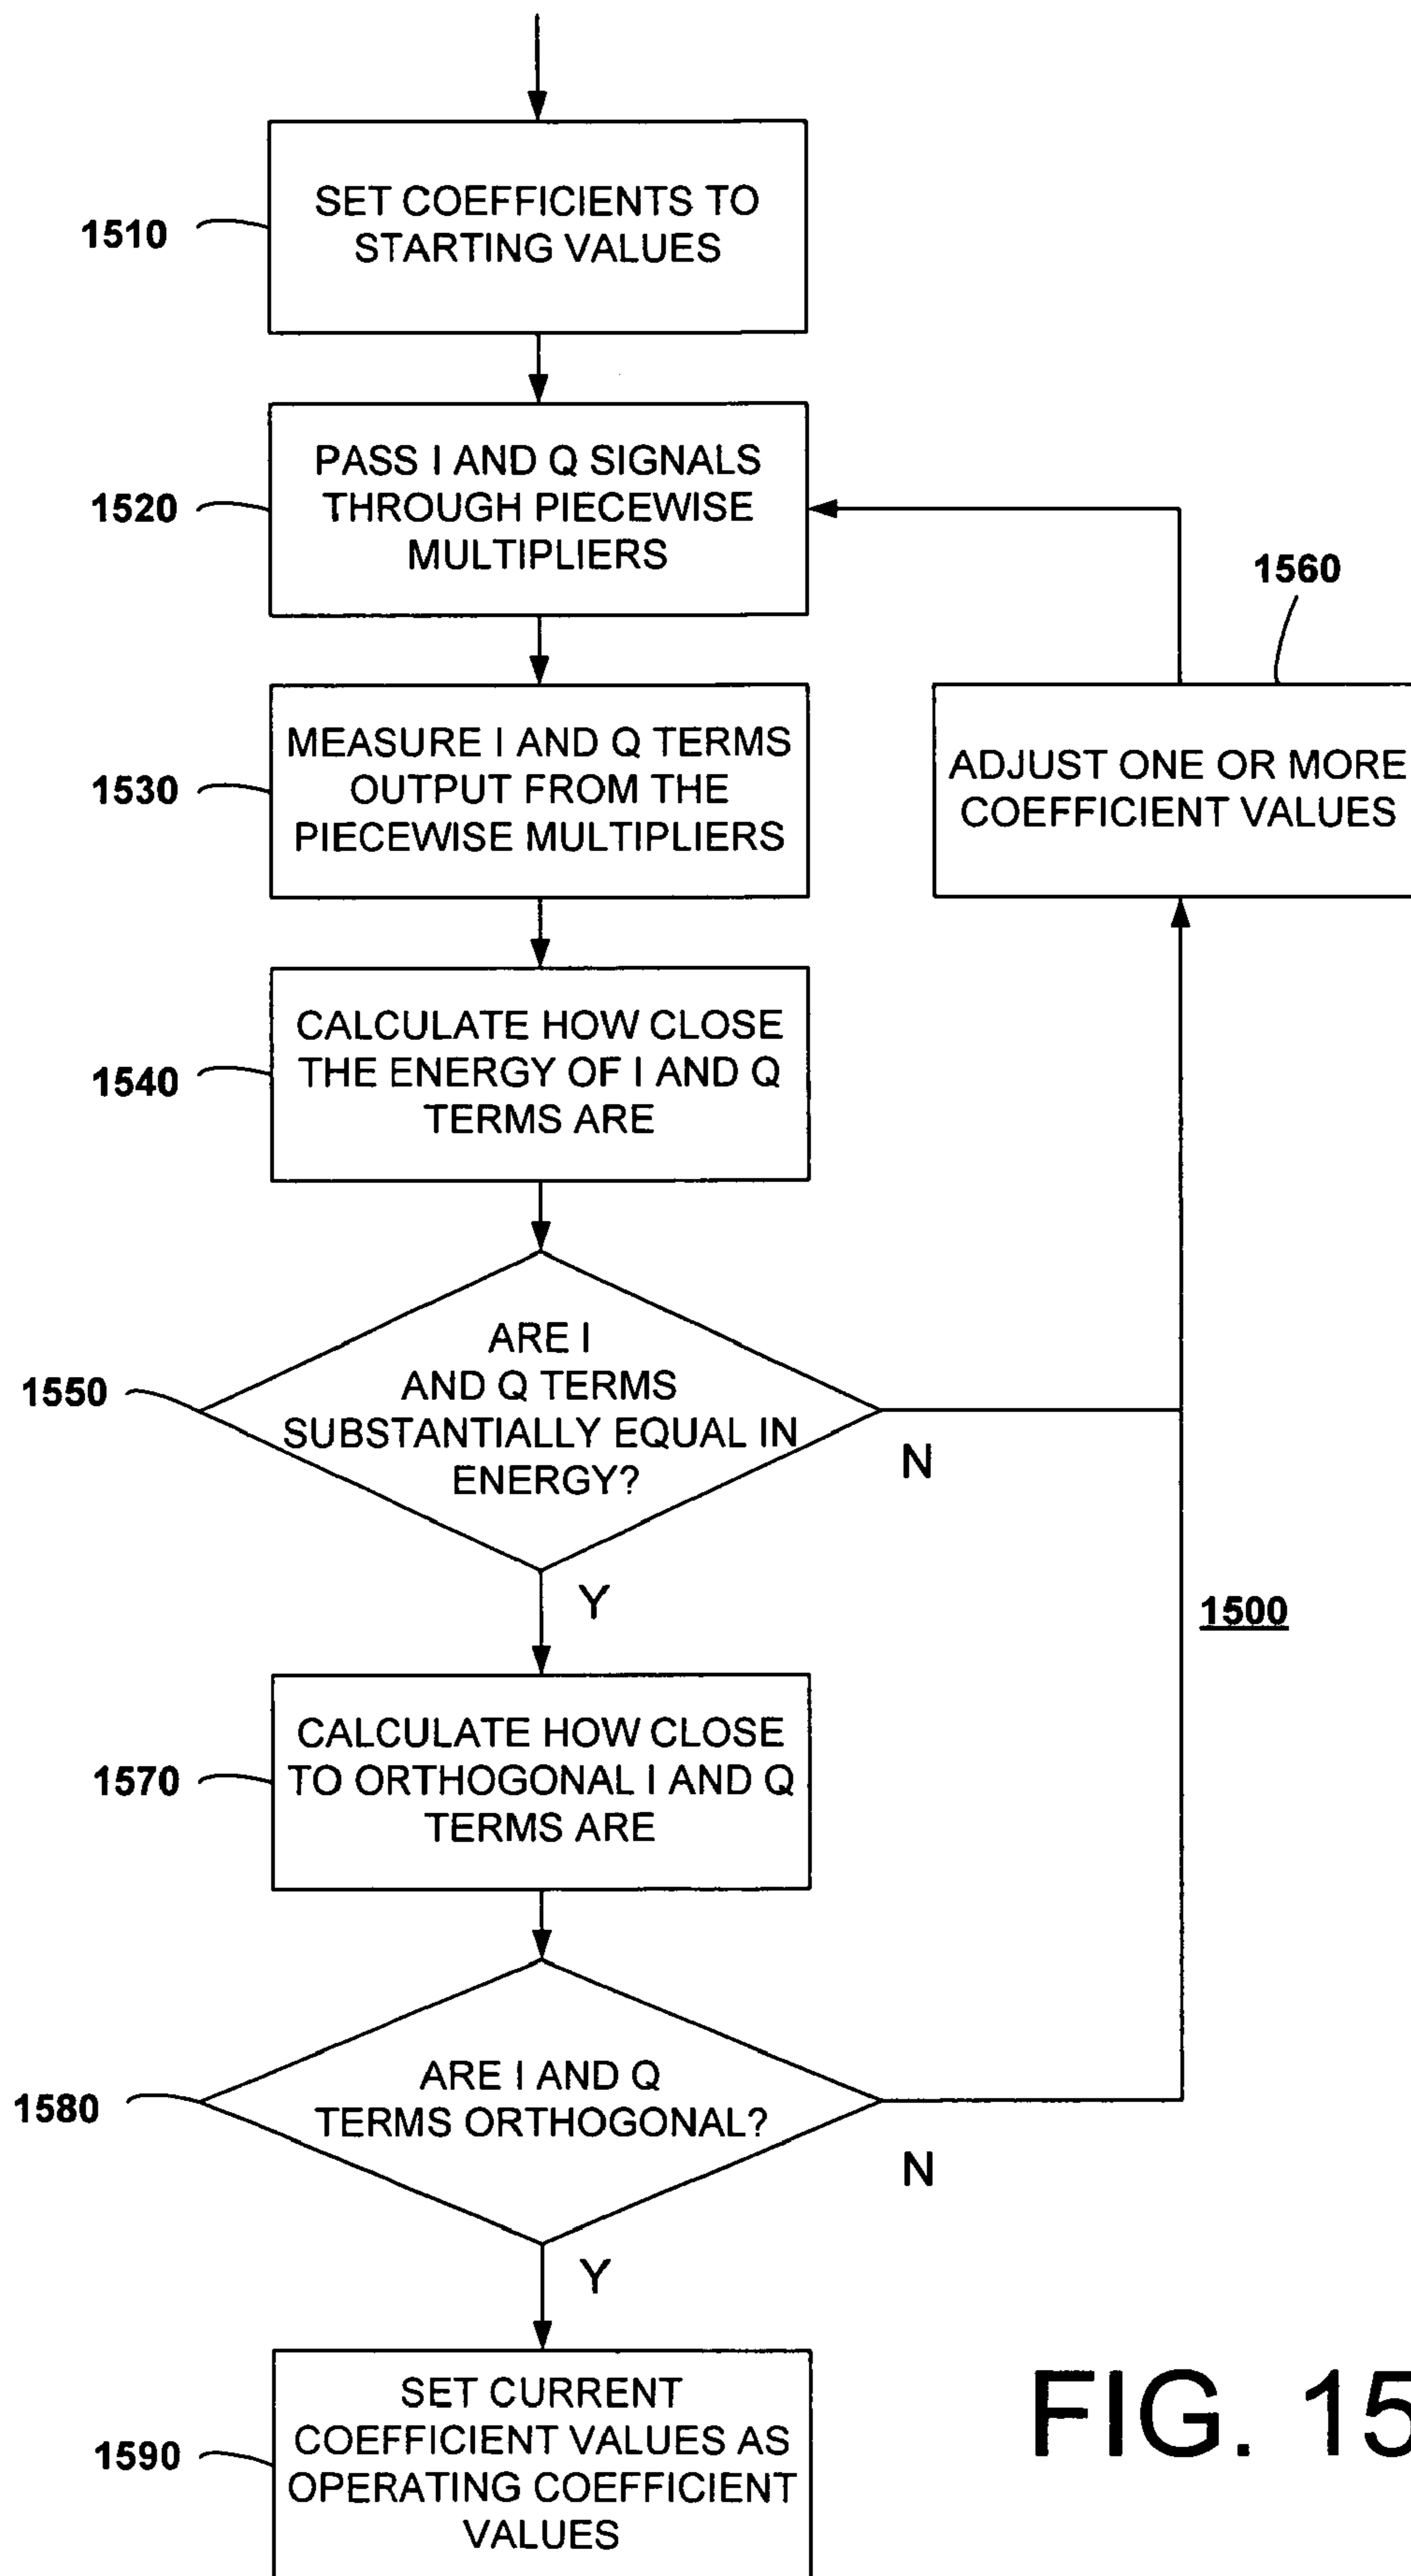 1510
SET COEFFICIENTS TO
STARTING VALUES
1520
PASS I AND Q SIGNALS
THROUGH PIECEWISE
MULTIPLIERS
1560
ADJUST ONE OR MORE
COEFFICIENT VALUES
1530
MEASURE I AND Q TERMS
OUTPUT FROM THE
PIECEWISE MULTIPLIERS
1540
CALCULATE HOW CLOSE
THE ENERGY OF I AND Q
TERMS ARE
1550
ARE I
AND Q TERMS
SUBSTANTIALLY EQUAL IN
ENERGY?
N
Y
1500
1570
CALCULATE HOW CLOSE
TO ORTHOGONAL I AND Q
TERMS ARE
1580
ARE I AND Q
TERMS ORTHOGONAL?
N
Y
1590
SET CURRENT
COEFFICIENT VALUES AS
OPERATING COEFFICIENT
VALUES
FIG. 15